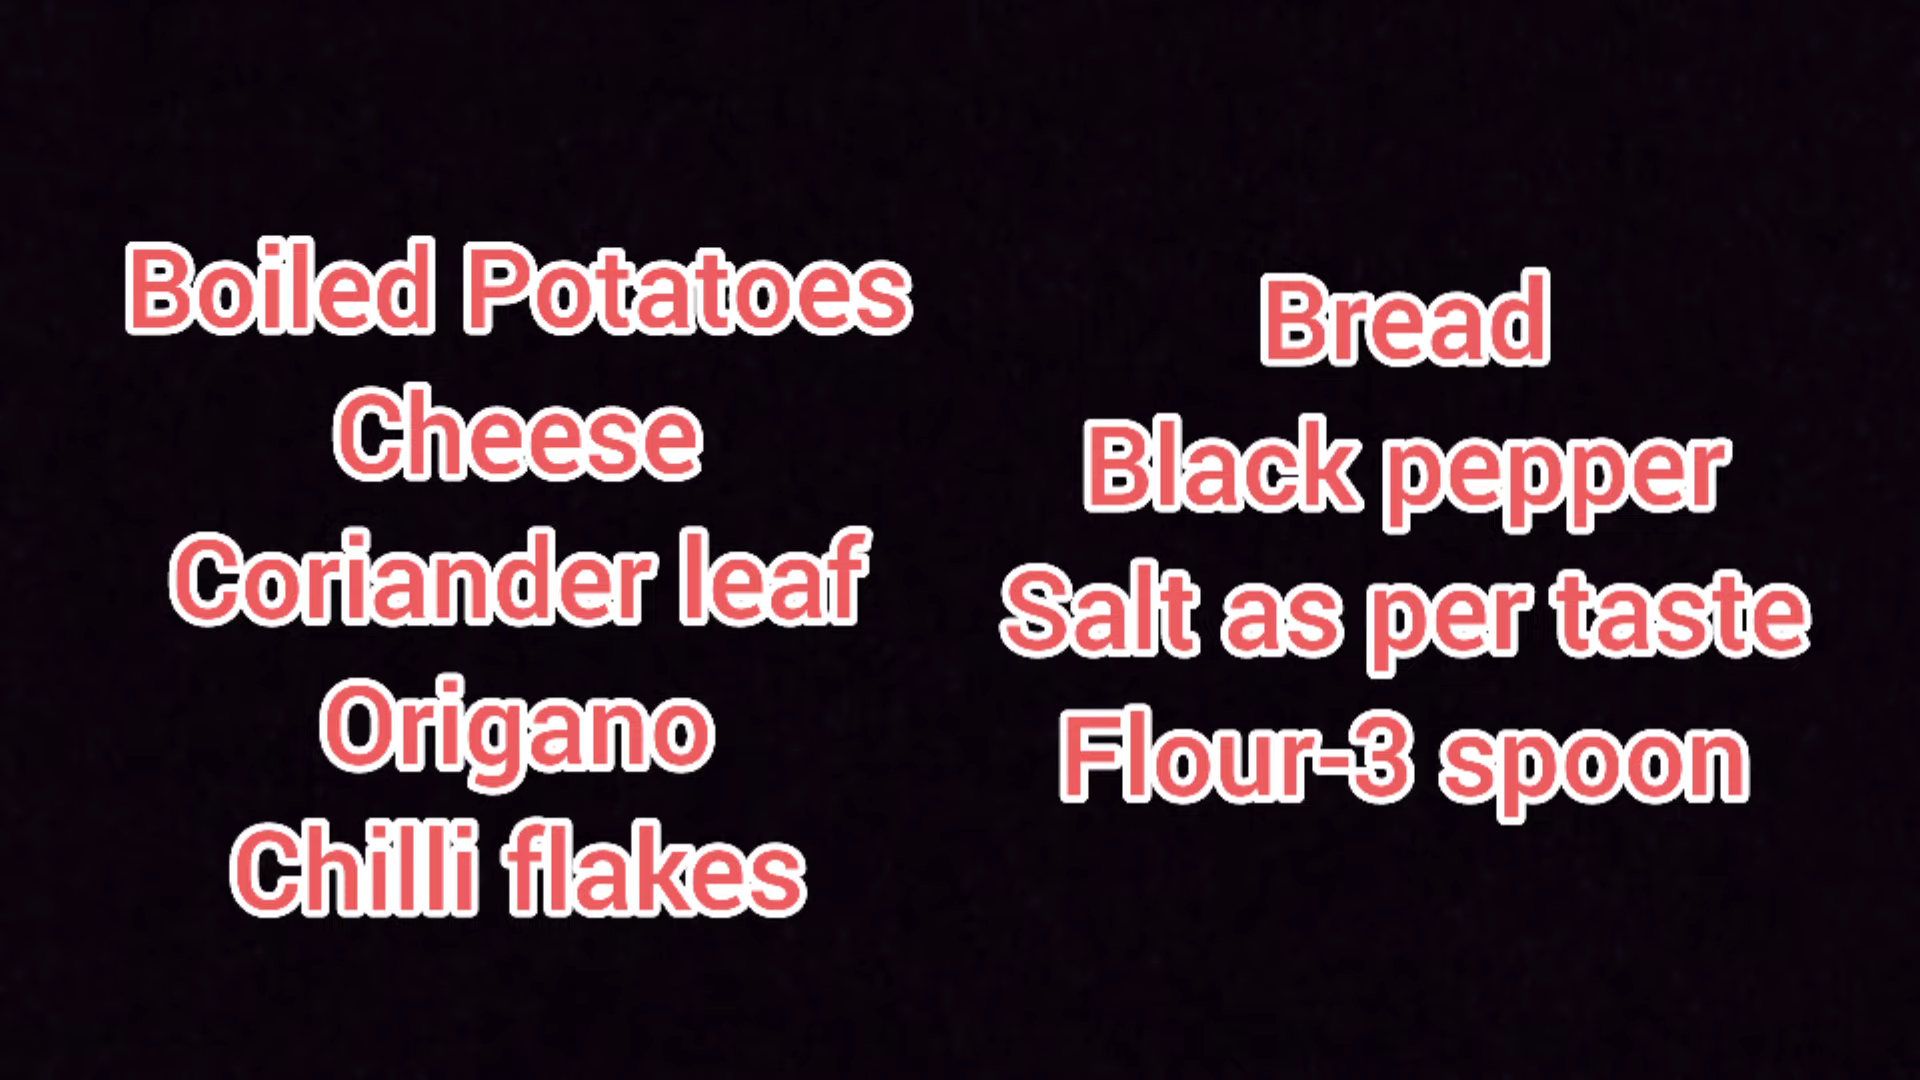 Boiled Potatoes
Cheese
Coriander leaf
Origano
Chilli flakes
Bread
Black pepper
Salt as per taste
Flour-3 spoon